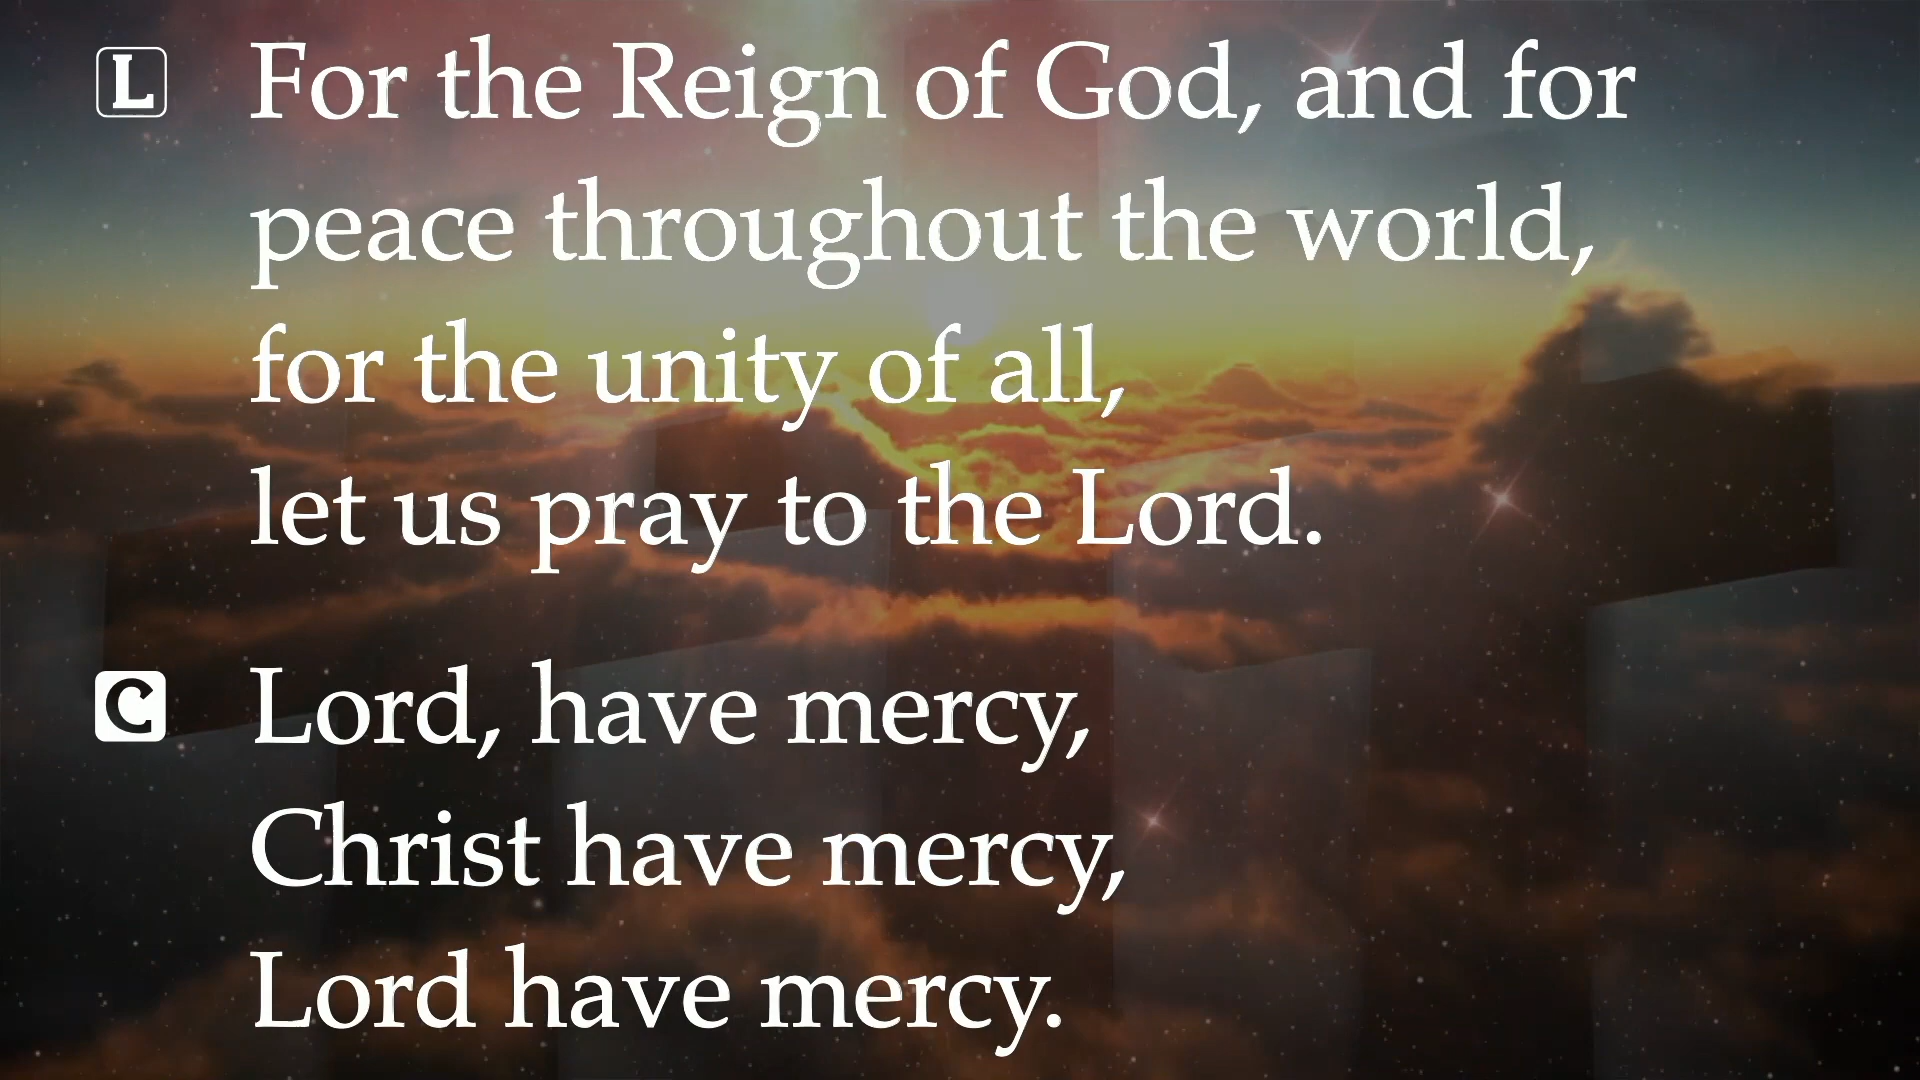 L For the Reign of God, and for
peace throughout the world,
for the unity of all,
let us pray to the Lord.
C Lord, have mercy,
Christ have mercy,
Lord have mercy.